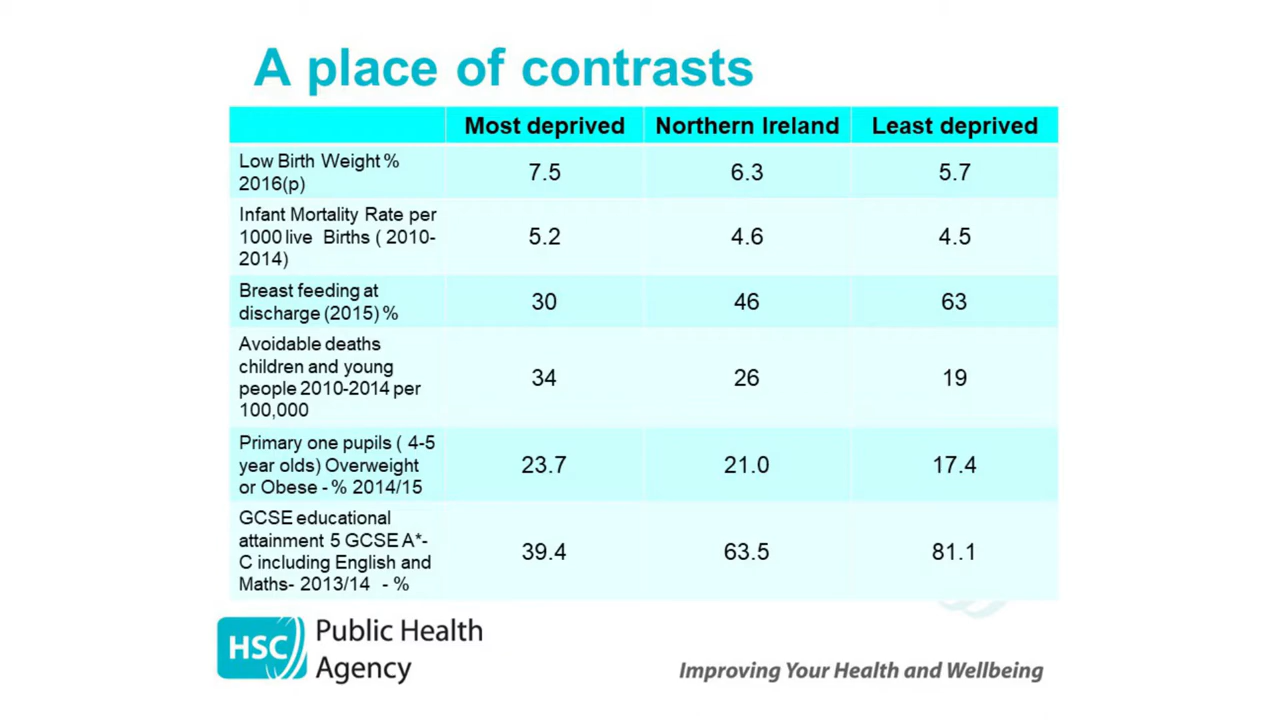 A place of contrasts
Most deprived Northern Ireland Least deprived
Low Birth Weight %
2016(p)
7.5 6.3 5.7
Infant Mortality Rate per
1000 live Births ( 2010-
2014)
5.2 4.6 4.5
Breast feeding at
discharge (2015) %
30 46 63
Avoidable deaths
children and young
people 2010-2014 per
100,000
34 26 19
Primary one pupils ( 4-5
year olds) Overweight
or Obese - % 2014/15
23.7 21.0 17.4
GCSE educational
attainment 5 GCSE A*-
C including English and
Maths- 2013/14 - %
39.4 63.5 81.1
HSC Public Health
Agency
Improving Your Health and Wellbeing